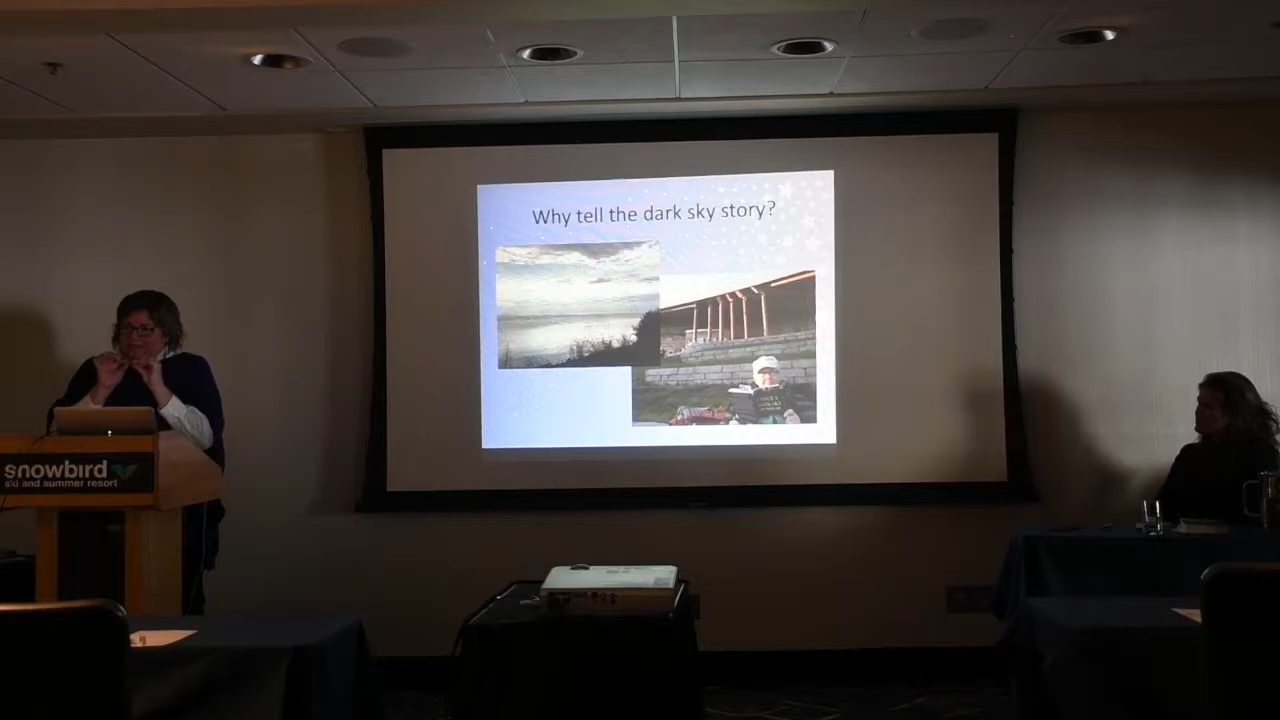 Why tell the dark sky story?
snowbird
ski and summer resort